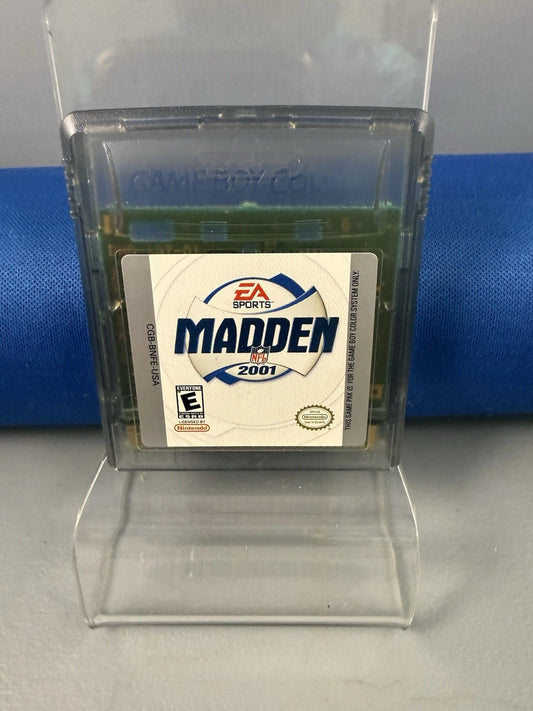 GAME BOY COLOR
EA
SPORTS
MADDEN
NFL
2001
EVERYONE
E
ESRB
LICENSED BY
Nintendo
Nintendo
CGB-BNFE-USA
THIS GAME PAK IS FOR THE GAME BOY COLOR SYSTEM ONLY.